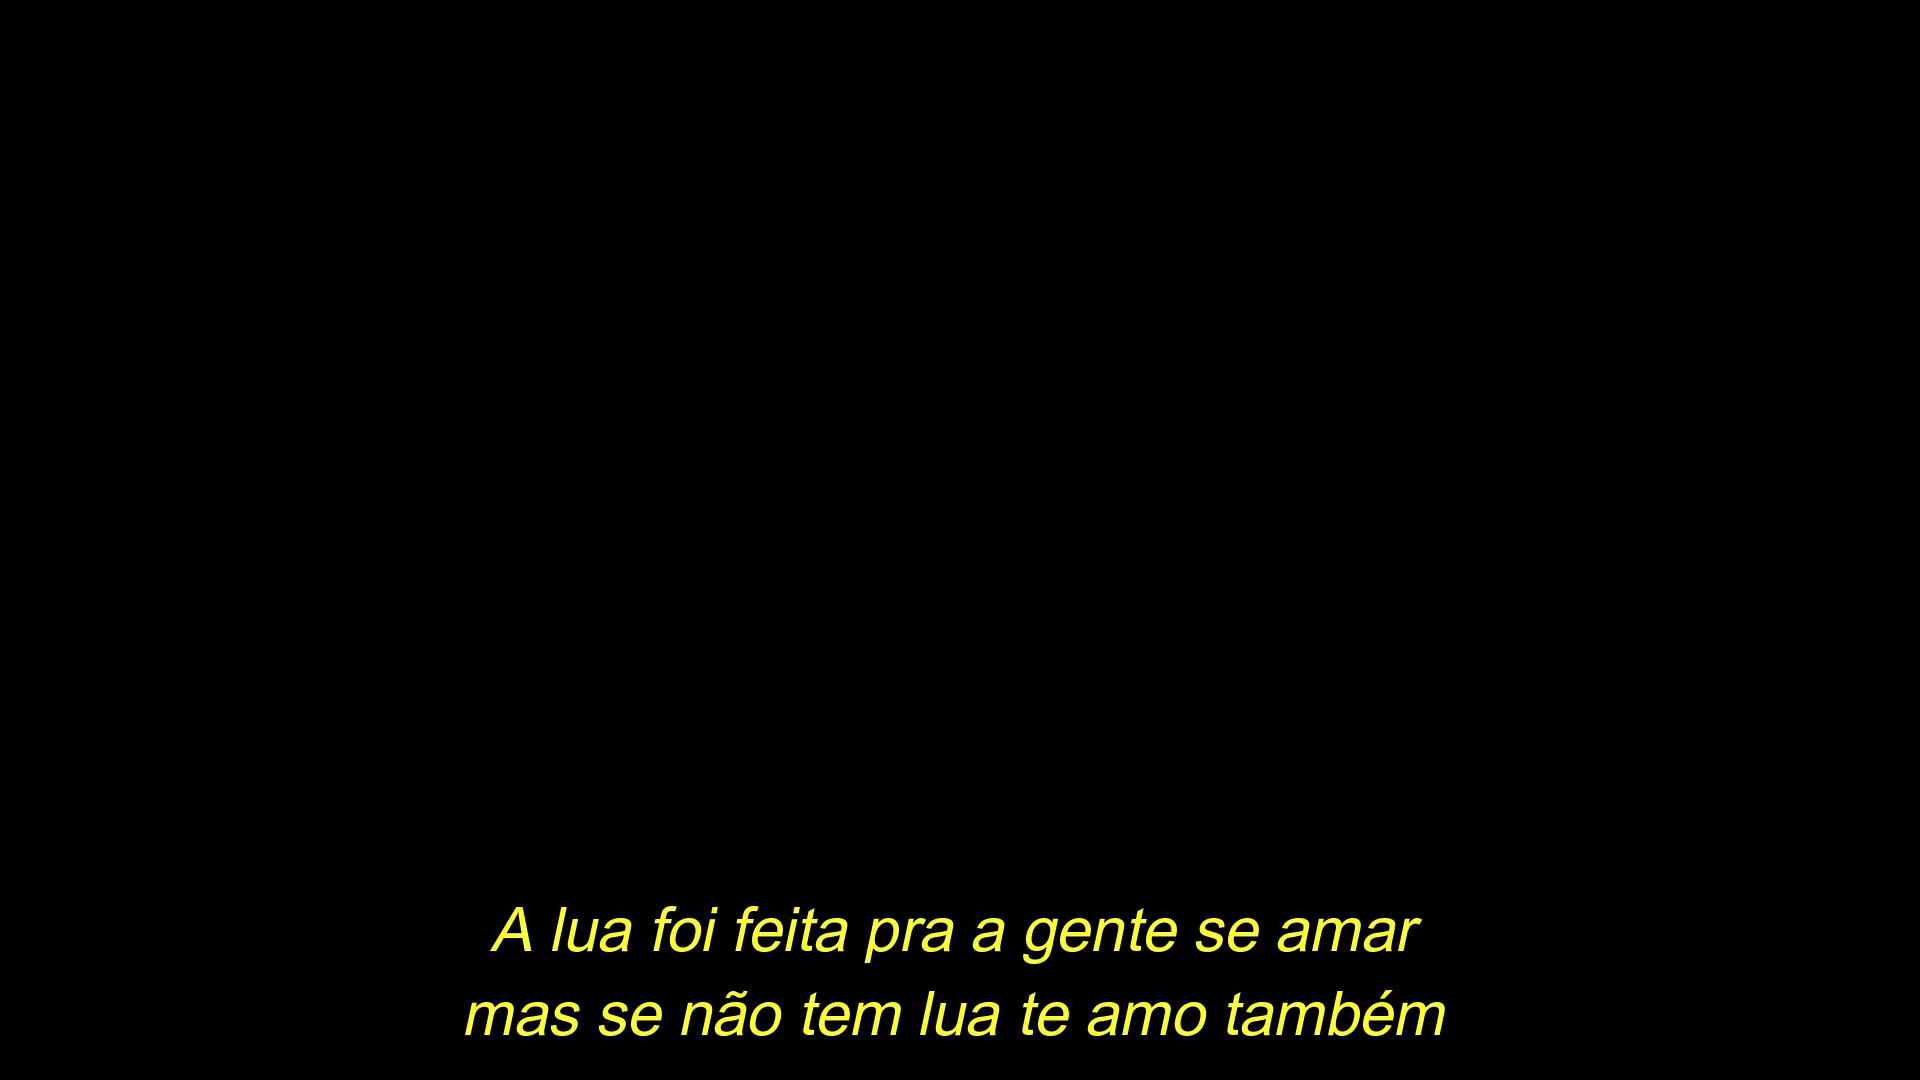 A lua foi feita pra a gente se amar
mas se não tem lua te amo também